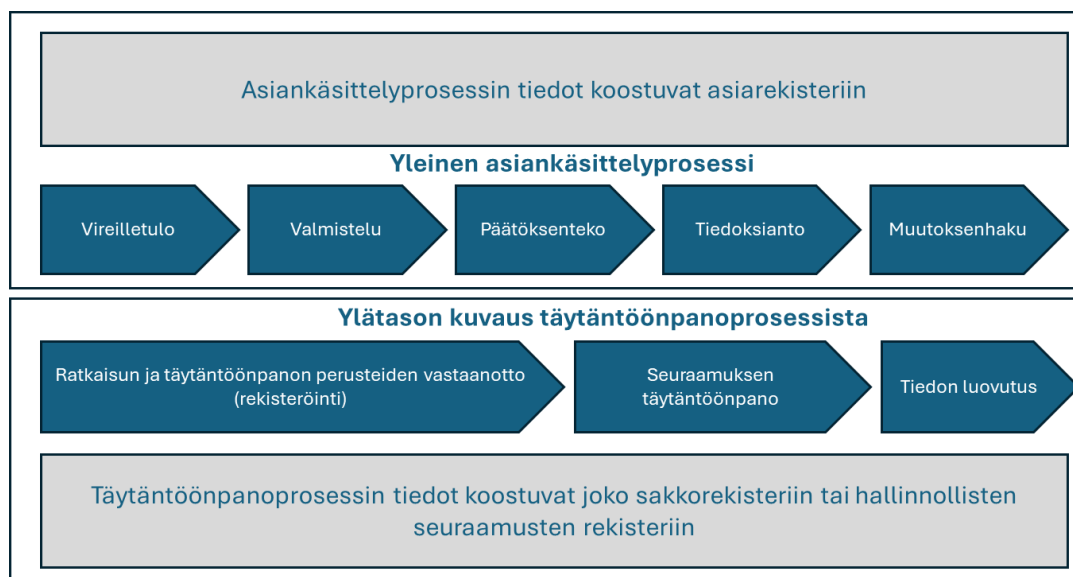 Asiankäsittelyprosessin tiedot koostuvat asiarekisteriin
Yleinen asiankäsittelyprosessi
Vireilletulo
Valmistelu
Päätöksenteko
Tiedoksianto
Muutoksenhaku
Ylätason kuvaus täytäntöönpanoprosessista
Ratkaisun ja täytäntöönpanon perusteiden vastaanotto
(rekisteröinti)
Seuraamuksen
täytäntöönpano
Tiedon luovutus
Täytäntöönpanoprosessin tiedot koostuvat joko sakkorekisteriin tai hallinnollisten
seuraamusten rekisteriin